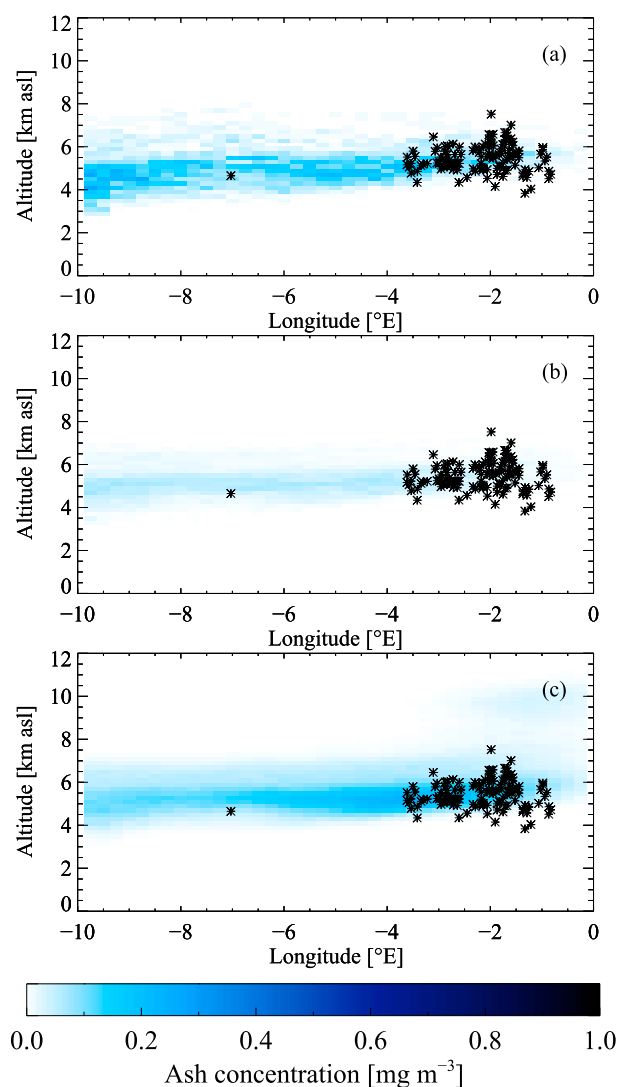 12
10
8
6
4
2
0
Altitude [km asl]
(a)
−10 −8 −6 −4 −2 0
Longitude [°E]
12
10
8
6
4
2
0
Altitude [km asl]
(b)
−10 −8 −6 −4 −2 0
Longitude [°E]
12
10
8
6
4
2
0
Altitude [km asl]
(c)
−10 −8 −6 −4 −2 0
Longitude [°E]
0.0 0.2 0.4 0.6 0.8 1.0
Ash concentration [mg m⁻³]